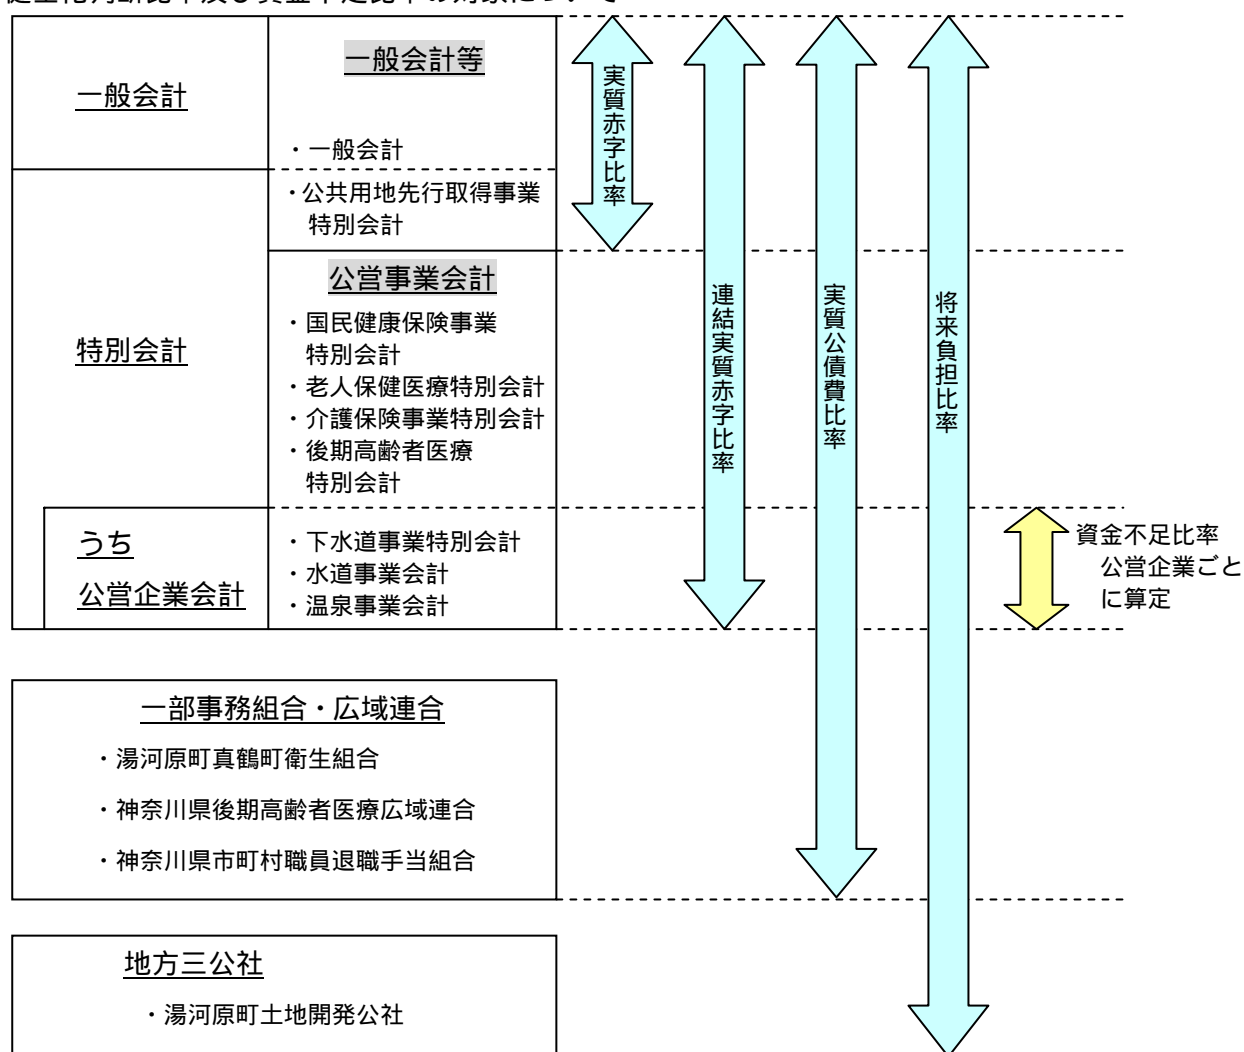 一般会計
一般会計等
・一般会計
・公共用地先行取得事業
特別会計
特別会計
公営事業会計
・国民健康保険事業
特別会計
・老人保健医療特別会計
・介護保険事業特別会計
・後期高齢者医療
特別会計
うち
公営企業会計
・下水道事業特別会計
・水道事業会計
・温泉事業会計
実質赤字比率
連結実質赤字比率
実質公債費比率
将来負担比率
資金不足比率
公営企業ごと
に算定
一部事務組合・広域連合
・湯河原町真鶴町衛生組合
・神奈川県後期高齢者医療広域連合
・神奈川県市町村職員退職手当組合
地方三公社
・湯河原町土地開発公社